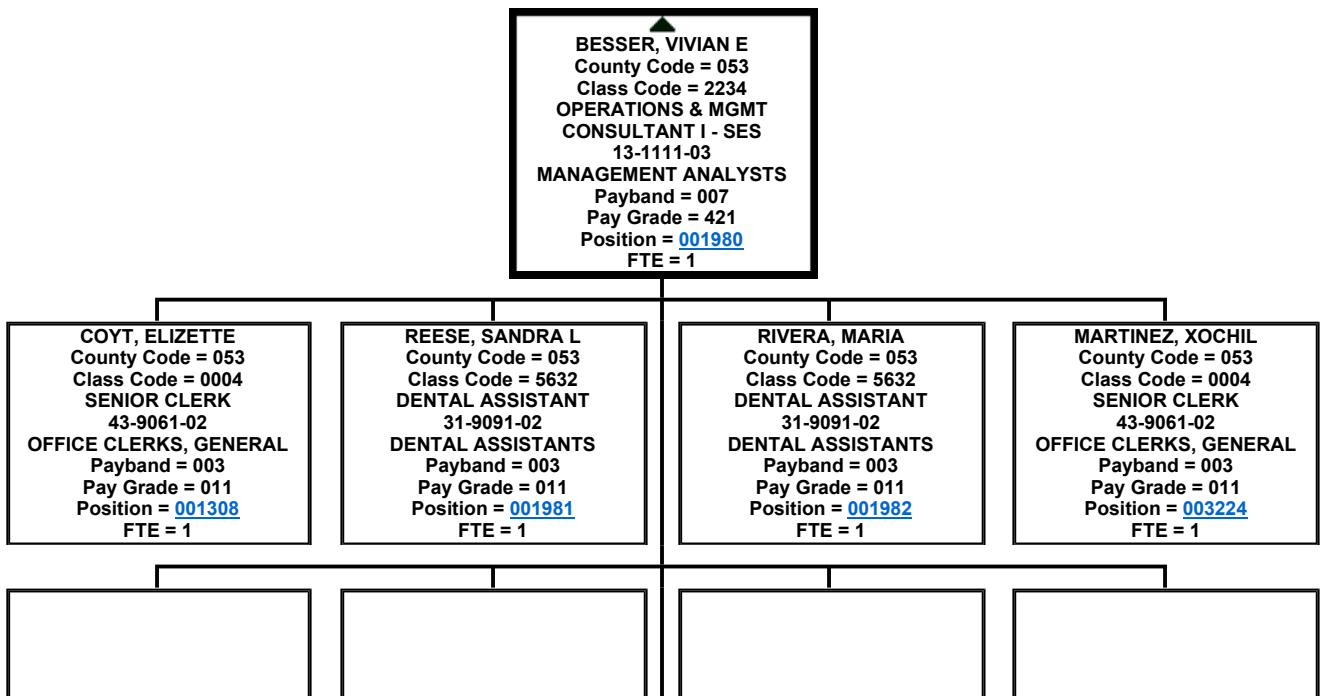 BESSER, VIVIAN E
County Code = 053
Class Code = 2234
OPERATIONS & MGMT
CONSULTANT I - SES
13-1111-03
MANAGEMENT ANALYSTS
Payband = 007
Pay Grade = 421
Position = 001980
FTE = 1
COYT, ELIZETTE
County Code = 053
Class Code = 0004
SENIOR CLERK
43-9061-02
OFFICE CLERKS, GENERAL
Payband = 003
Pay Grade = 011
Position = 001308
FTE = 1
REESE, SANDRA L
County Code = 053
Class Code = 5632
DENTAL ASSISTANT
31-9091-02
DENTAL ASSISTANTS
Payband = 003
Pay Grade = 011
Position = 001981
FTE = 1
RIVERA, MARIA
County Code = 053
Class Code = 5632
DENTAL ASSISTANT
31-9091-02
DENTAL ASSISTANTS
Payband = 003
Pay Grade = 011
Position = 001982
FTE = 1
MARTINEZ, XOCHIL
County Code = 053
Class Code = 0004
SENIOR CLERK
43-9061-02
OFFICE CLERKS, GENERAL
Payband = 003
Pay Grade = 011
Position = 003224
FTE = 1